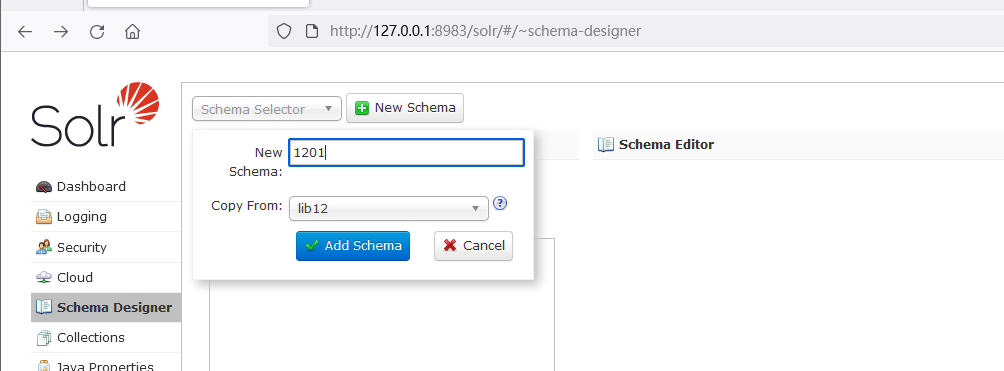 http://127.0.0.1:8983/solr/#/~schema-designer
Solr
Schema Selector
New Schema
New Schema:
1201
Copy From:
lib12
?
Add Schema
Cancel
Schema Editor
Dashboard
Logging
Security
Cloud
Schema Designer
Collections
Java Properties